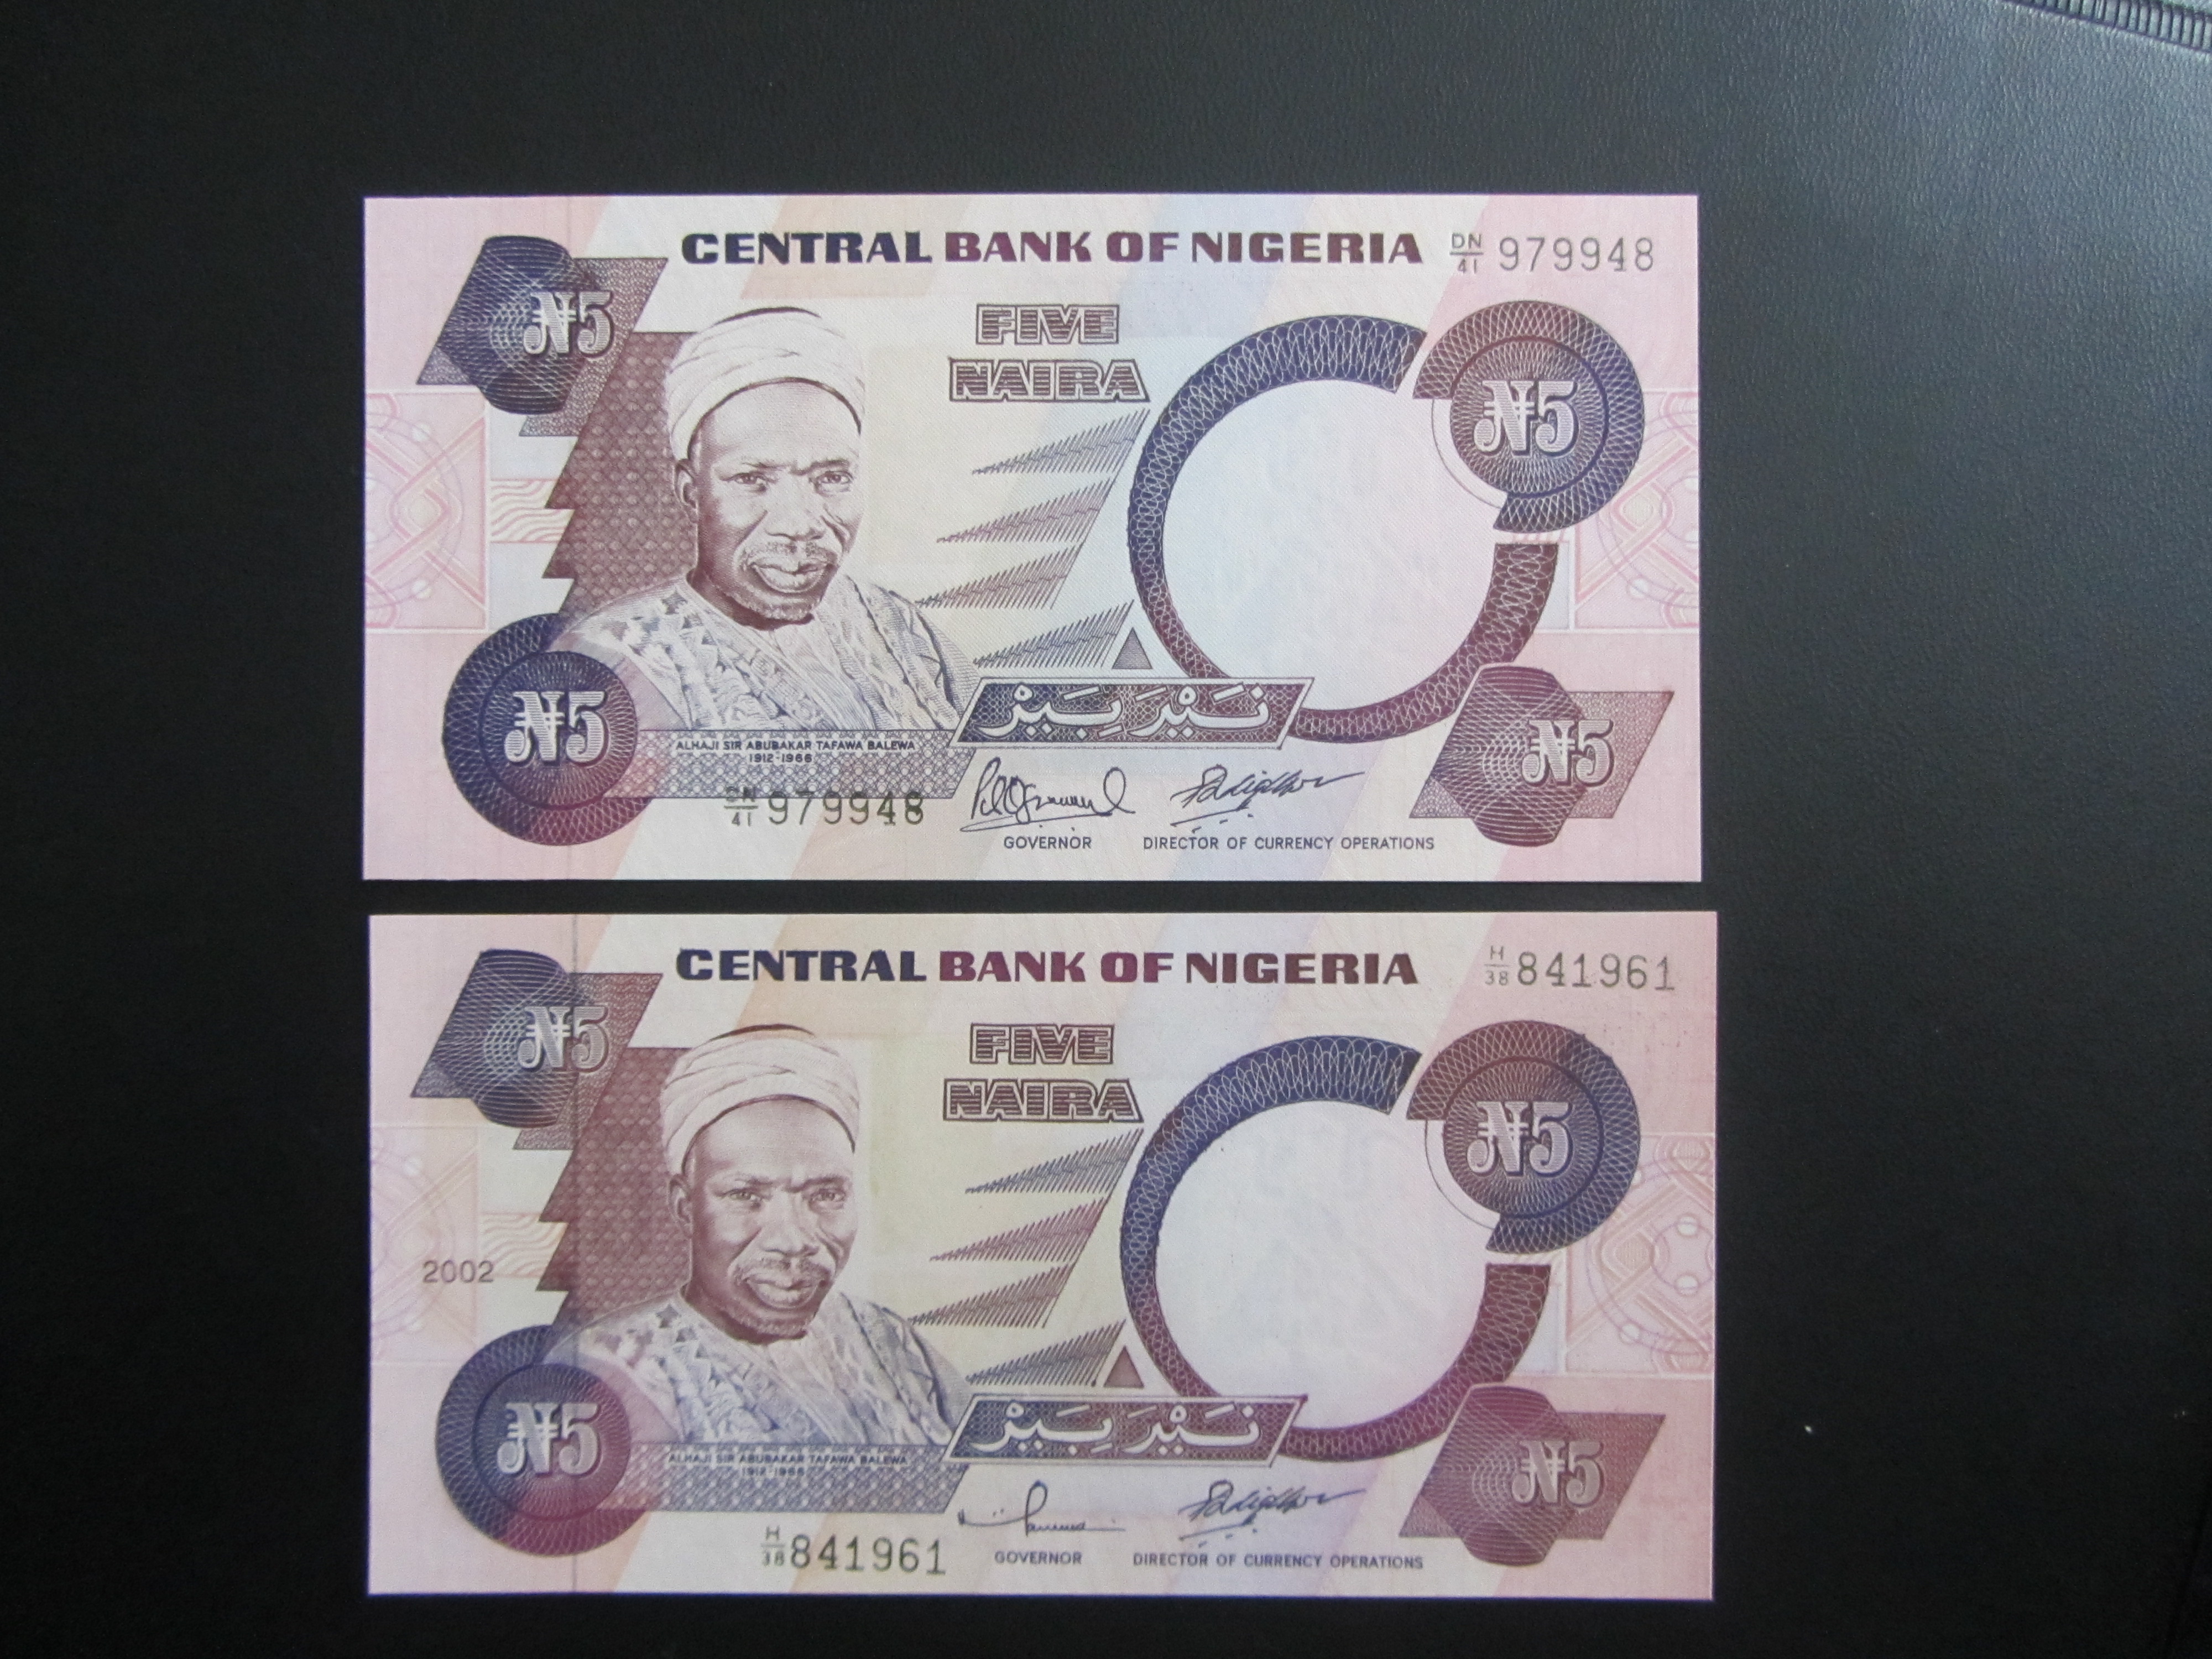 CENTRAL BANK OF NIGERIA
DN/41 979948
₦5
FIVE
NAIRA
₦5
₦5
نَيْرَ بِيَرْ
₦5
ALHAJI SIR ABUBAKAR TAFAWA BALEWA
1912-1966
DN/41 979948
GOVERNOR
DIRECTOR OF CURRENCY OPERATIONS
CENTRAL BANK OF NIGERIA
H/38 841961
₦5
FIVE
NAIRA
₦5
2002
₦5
نَيْرَ بِيَرْ
₦5
ALHAJI SIR ABUBAKAR TAFAWA BALEWA
1912-1966
H/38 841961
GOVERNOR
DIRECTOR OF CURRENCY OPERATIONS